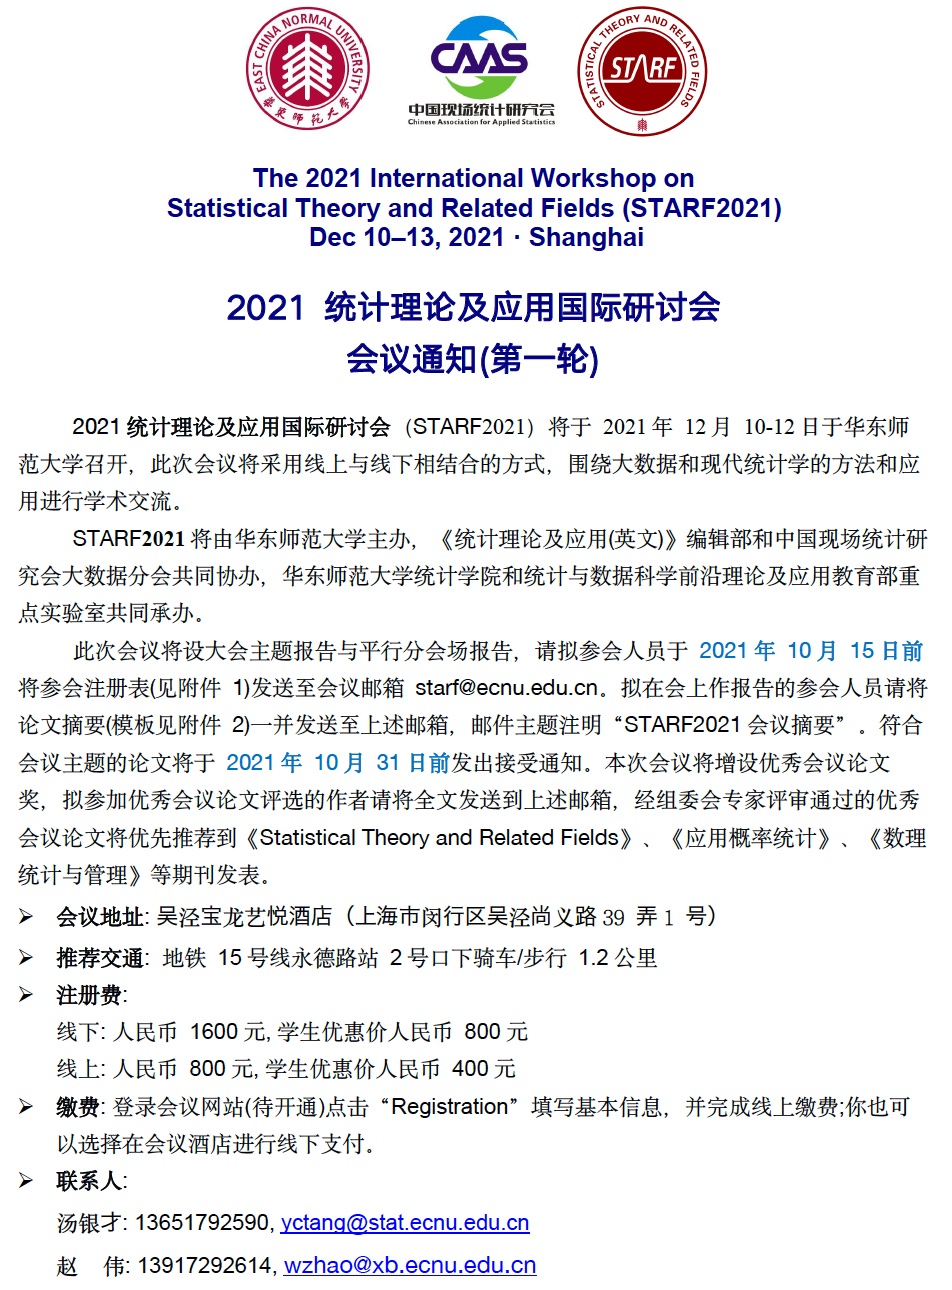 EAST CHINA NORMAL UNIVERSITY
华东师范大学
CAAS
中国现场统计研究会
Chinese Association for Applied Statistics
STATISTICAL THEORY AND RELATED FIELDS
STARF
The 2021 International Workshop on
Statistical Theory and Related Fields (STARF2021)
Dec 10–13, 2021 · Shanghai
2021 统计理论及应用国际研讨会
会议通知(第一轮)
2021 统计理论及应用国际研讨会（STARF2021）将于 2021 年 12 月 10-12 日于华东师
范大学召开，此次会议将采用线上与线下相结合的方式，围绕大数据和现代统计学的方法和应
用进行学术交流。
STARF2021 将由华东师范大学主办，《统计理论及应用(英文)》编辑部和中国现场统计研
究会大数据分会共同协办，华东师范大学统计学院和统计与数据科学前沿理论及应用教育部重
点实验室共同承办。
此次会议将设大会主题报告与平行分会场报告，请拟参会人员于 2021 年 10 月 15 日前
将参会注册表(见附件 1)发送至会议邮箱 starf@ecnu.edu.cn。拟在会上作报告的参会人员请将
论文摘要(模板见附件 2)一并发送至上述邮箱，邮件主题注明“STARF2021 会议摘要”。符合
会议主题的论文将于 2021 年 10 月 31 日前发出接受通知。本次会议将增设优秀会议论文
奖，拟参加优秀会议论文评选的作者请将全文发送到上述邮箱，经组委会专家评审通过的优秀
会议论文将优先推荐到《Statistical Theory and Related Fields》、《应用概率统计》、《数理
统计与管理》等期刊发表。
➢ 会议地址: 吴泾宝龙艺悦酒店（上海市闵行区吴泾尚义路 39 弄 1 号）
➢ 推荐交通: 地铁 15 号线永德路站 2 号口下骑车/步行 1.2 公里
➢ 注册费:
线下: 人民币 1600 元, 学生优惠价人民币 800 元
线上: 人民币 800 元, 学生优惠价人民币 400 元
➢ 缴费: 登录会议网站(待开通)点击“Registration”填写基本信息，并完成线上缴费;你也可
以选择在会议酒店进行线下支付。
➢ 联系人:
汤银才: 13651792590, yctang@stat.ecnu.edu.cn
赵 伟: 13917292614, wzhao@xb.ecnu.edu.cn